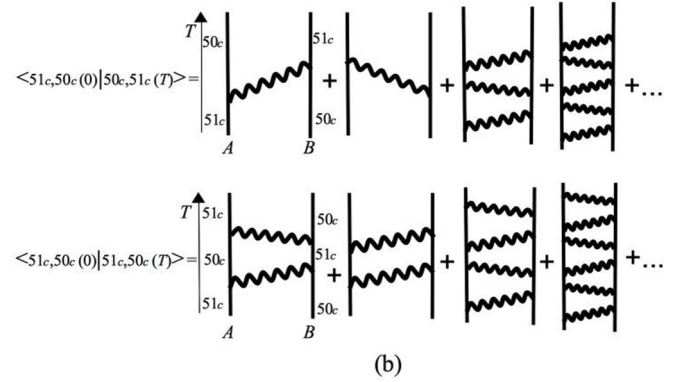 T 50c 51c
<51c,50c (0)|50c,51c (T)>= + + + +...
51c 50c
A B
T 51c 50c
<51c,50c (0)|51c,50c (T)>= 50c + 51c + + +...
51c 50c
A B
(b)